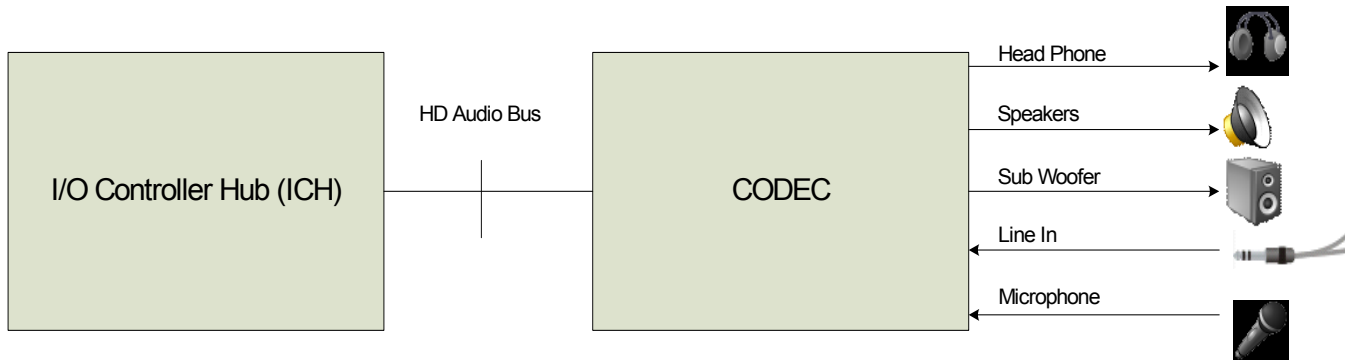 Head Phone
HD Audio Bus
Speakers
I/O Controller Hub (ICH)
CODEC
Sub Woofer
Line In
Microphone